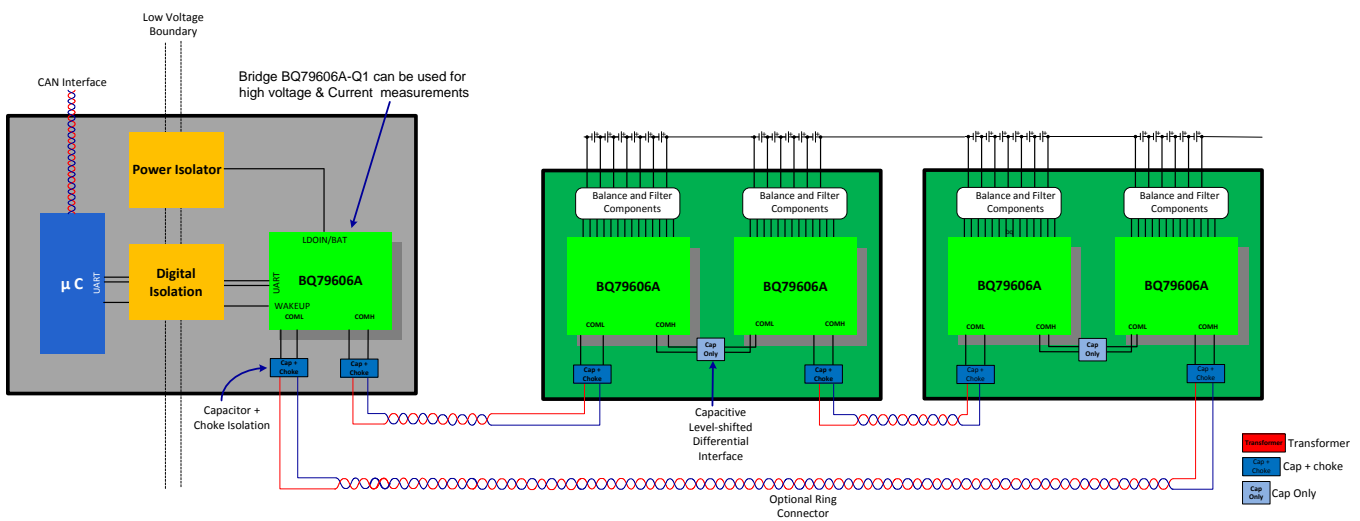 Low Voltage
Boundary
CAN Interface
Bridge BQ79606A-Q1 can be used for
high voltage & Current measurements
Power Isolator
Digital
Isolation
µ C
UART
LDOIN/BAT
UART
BQ79606A
WAKEUP
COML
COMH
Cap +
Choke
Cap +
Choke
Capacitor +
Choke Isolation
Balance and Filter
Components
Balance and Filter
Components
BQ79606A
BQ79606A
COML
COMH
COML
COMH
Cap
Only
Cap +
Choke
Cap +
Choke
Capacitive
Level-shifted
Differential
Interface
Balance and Filter
Components
Balance and Filter
Components
BQ79606A
BQ79606A
COML
COMH
COML
COMH
Cap
Only
Cap +
Choke
Cap +
Choke
Optional Ring
Connector
Transformer
Transformer
Cap +
Choke
Cap + choke
Cap
Only
Cap Only